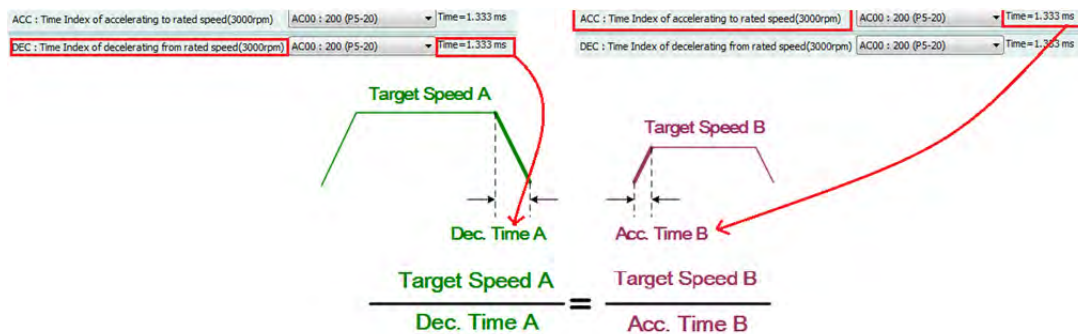 ACC : Time Index of accelerating to rated speed(3000rpm) AC00 : 200 (P5-20) Time=1.333 ms
DEC : Time Index of decelerating from rated speed(3000rpm) AC00 : 200 (P5-20) Time=1.333 ms
ACC : Time Index of accelerating to rated speed(3000rpm) AC00 : 200 (P5-20) Time=1.333 ms
DEC : Time Index of decelerating from rated speed(3000rpm) AC00 : 200 (P5-20) Time=1.333 ms
Target Speed A
Target Speed B
Dec. Time A
Acc. Time B
Target Speed A = Target Speed B
Dec. Time A Acc. Time B